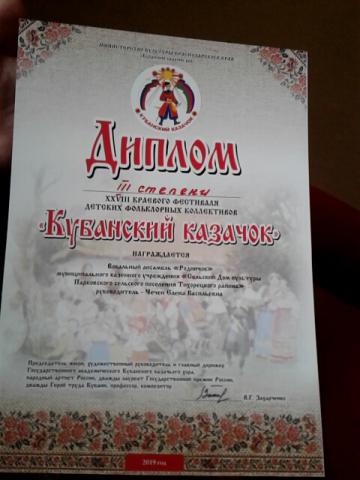 МИНИСТЕРСТВО КУЛЬТУРЫ КРАСНОДАРСКОГО КРАЯ
КУБАНСКИЙ КАЗАЧОК
ДИПЛОМ
III степени
XXVIII КРАЕВОГО ФЕСТИВАЛЯ
ДЕТСКИХ ФОЛЬКЛОРНЫХ КОЛЛЕКТИВОВ
«КУБАНСКИЙ КАЗАЧОК»
НАГРАЖДАЕТСЯ
Вокальный ансамбль «Родничок»
муниципального казенного учреждения «Сельский Дом культуры
Парковского сельского поселения Тихорецкого района»
руководитель - Чечен Елена Васильевна
Председатель жюри, художественный руководитель и главный дирижер
Государственного академического Кубанского казачьего хора,
народный артист России, дважды лауреат Государственной премии России,
дважды Герой труда Кубани, профессор, композитор
В.Г. Захарченко
2019 год